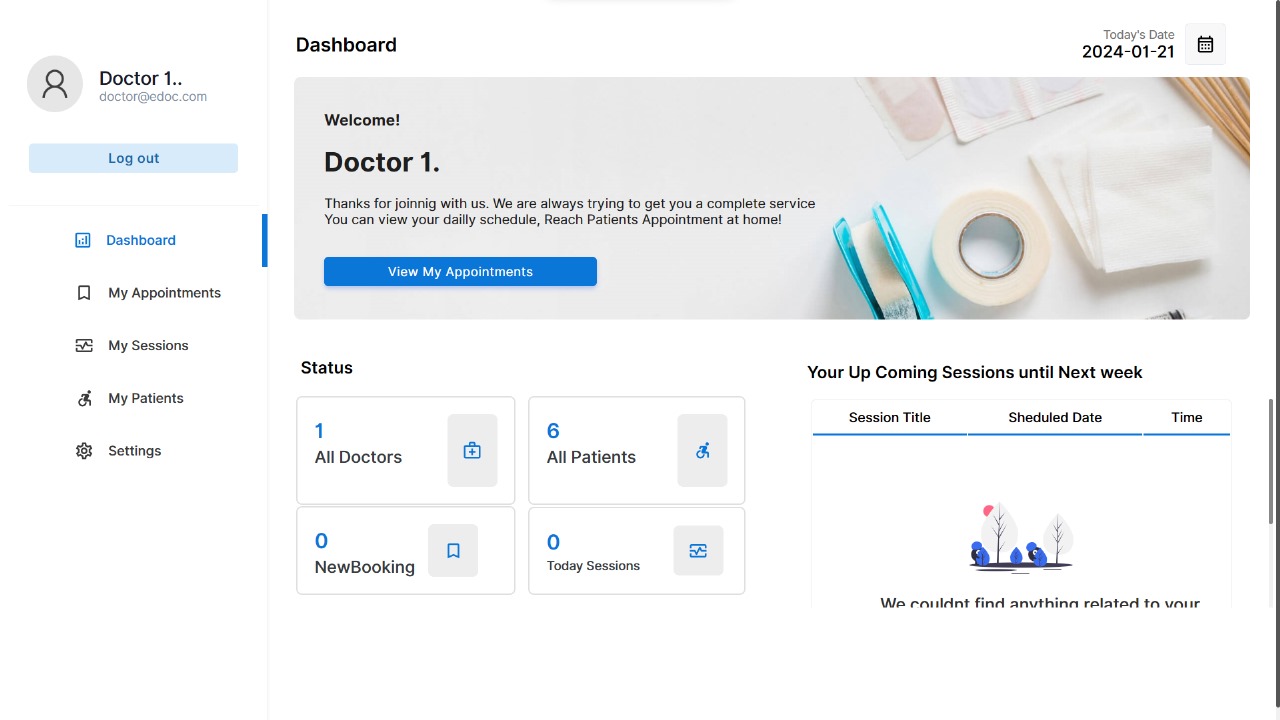 Doctor 1..
doctor@edoc.com
Log out
Dashboard
My Appointments
My Sessions
My Patients
Settings
Dashboard
Today's Date
2024-01-21
Welcome!
Doctor 1.
Thanks for joinnig with us. We are always trying to get you a complete service
You can view your dailly schedule, Reach Patients Appointment at home!
View My Appointments
Status
1
All Doctors
6
All Patients
0
NewBooking
0
Today Sessions
Your Up Coming Sessions until Next week
Session Title
Sheduled Date
Time
We couldnt find anything related to your